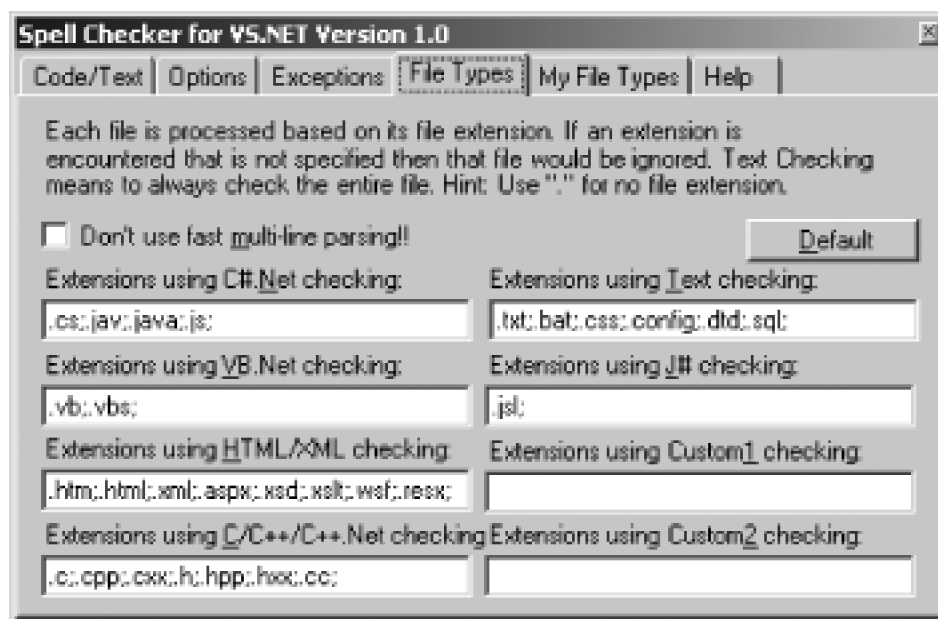 Spell Checker for VS.NET Version 1.0
Code/Text Options Exceptions File Types My File Types Help
Each file is processed based on its file extension. If an extension is
encountered that is not specified then that file would be ignored. Text Checking
means to always check the entire file. Hint: Use "." for no file extension.
Don't use fast multi-line parsing!!
Default
Extensions using C#.Net checking:
.cs;.jav;.java;.js;
Extensions using Text checking:
.txt;.bat;.css;.config;.dtd;.sql;
Extensions using VB.Net checking:
.vb;.vbs;
Extensions using J# checking:
.jsl;
Extensions using HTML/XML checking:
.htm;.html;.xml;.aspx;.xsd;.xslt;.wsf;.resx;
Extensions using Custom1 checking:
Extensions using C/C++/C++.Net checking
.c;.cpp;.cxx;.h;.hpp;.hxx;.cc;
Extensions using Custom2 checking: